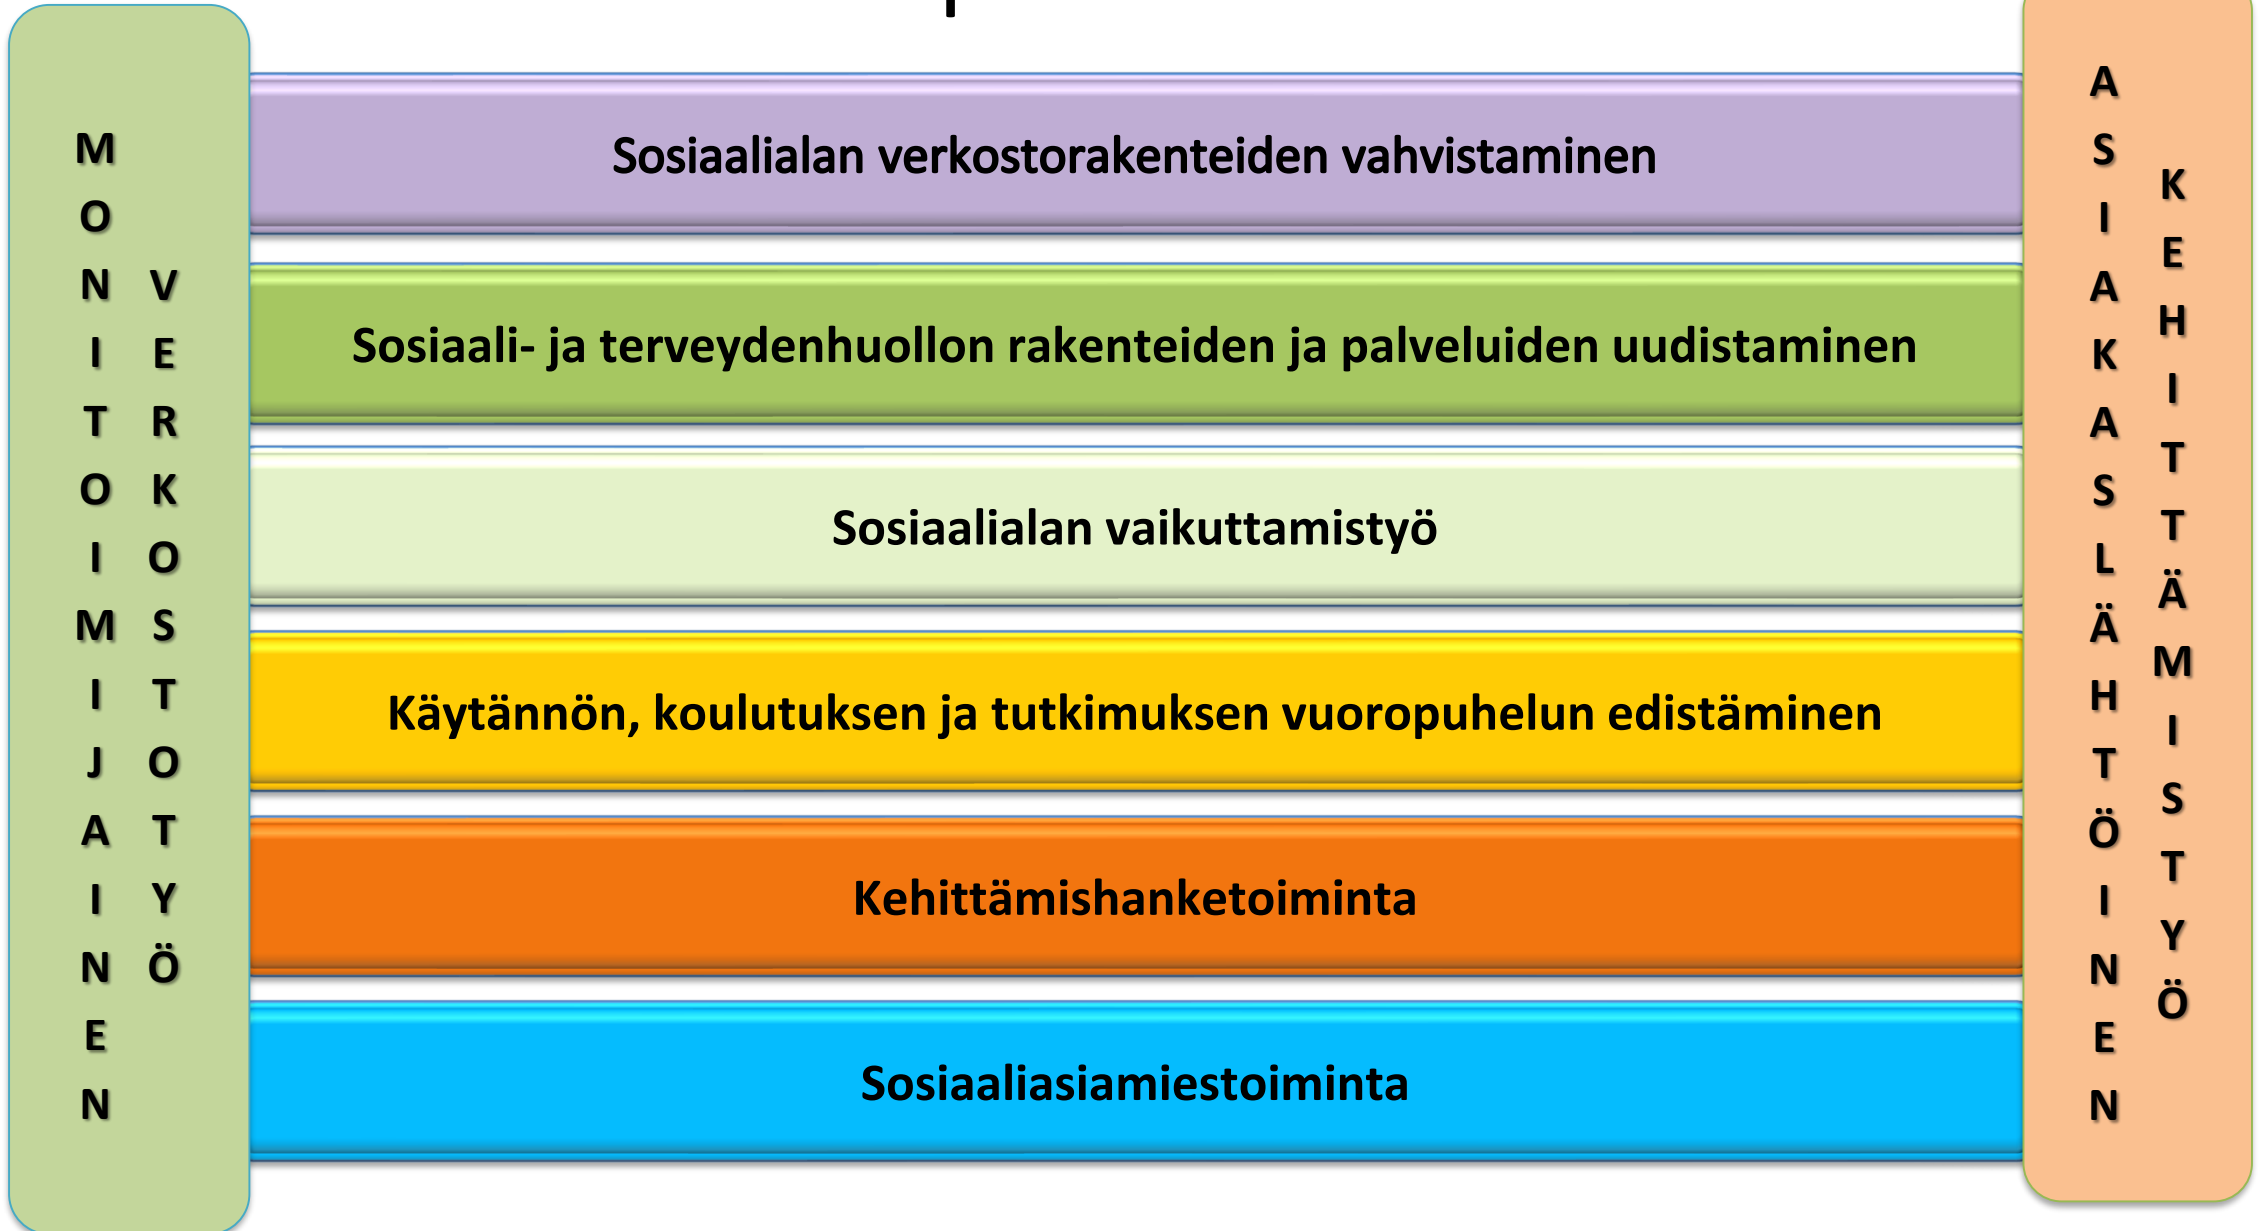 MONITOIMIJAINEN
VERKOSTOTYÖ
Sosiaalialan verkostorakenteiden vahvistaminen
Sosiaali- ja terveydenhuollon rakenteiden ja palveluiden uudistaminen
Sosiaalialan vaikuttamistyö
Käytännön, koulutuksen ja tutkimuksen vuoropuhelun edistäminen
Kehittämishanketoiminta
Sosiaaliasiamiestoiminta
ASIAKASLÄHTÖINEN
KEHITTÄMISTYÖ